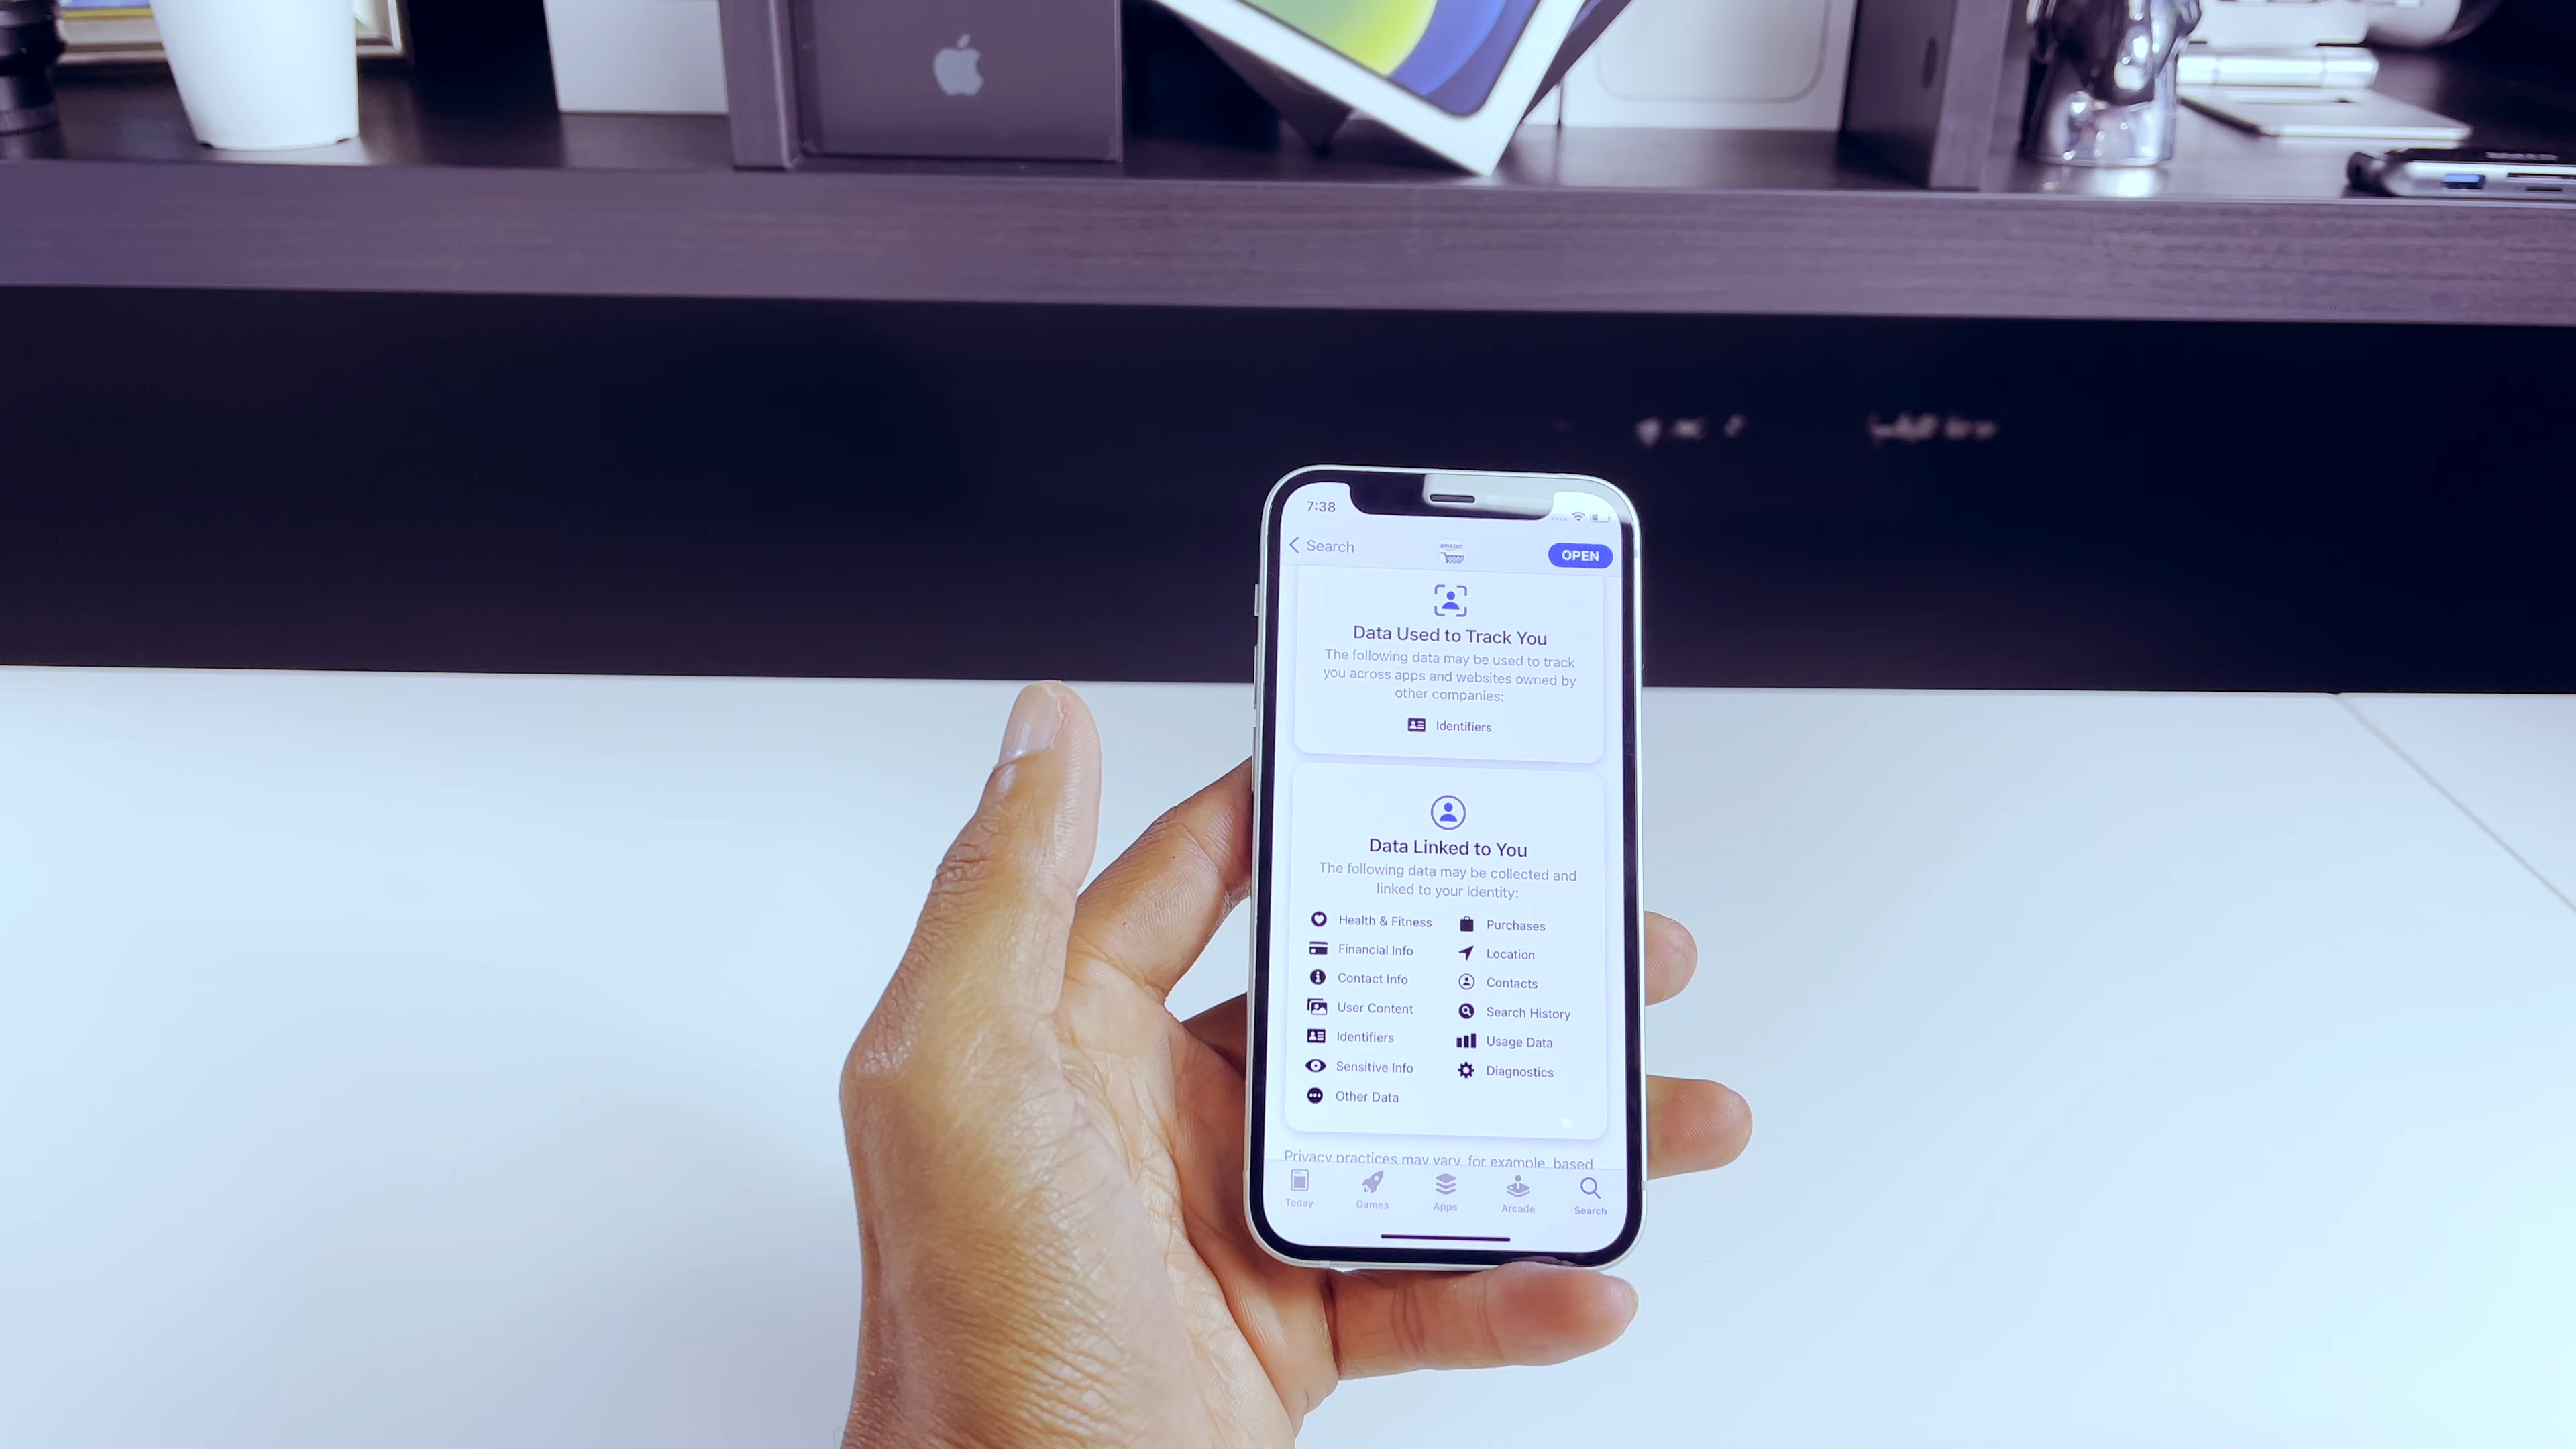 7:38
Search
amazon
OPEN
Data Used to Track You
The following data may be used to track
you across apps and websites owned by
other companies:
Identifiers
Data Linked to You
The following data may be collected and
linked to your identity:
Health & Fitness
Purchases
Financial Info
Location
Contact Info
Contacts
User Content
Search History
Identifiers
Usage Data
Sensitive Info
Diagnostics
Other Data
Privacy practices may vary, for example, based
Today
Games
Apps
Arcade
Search